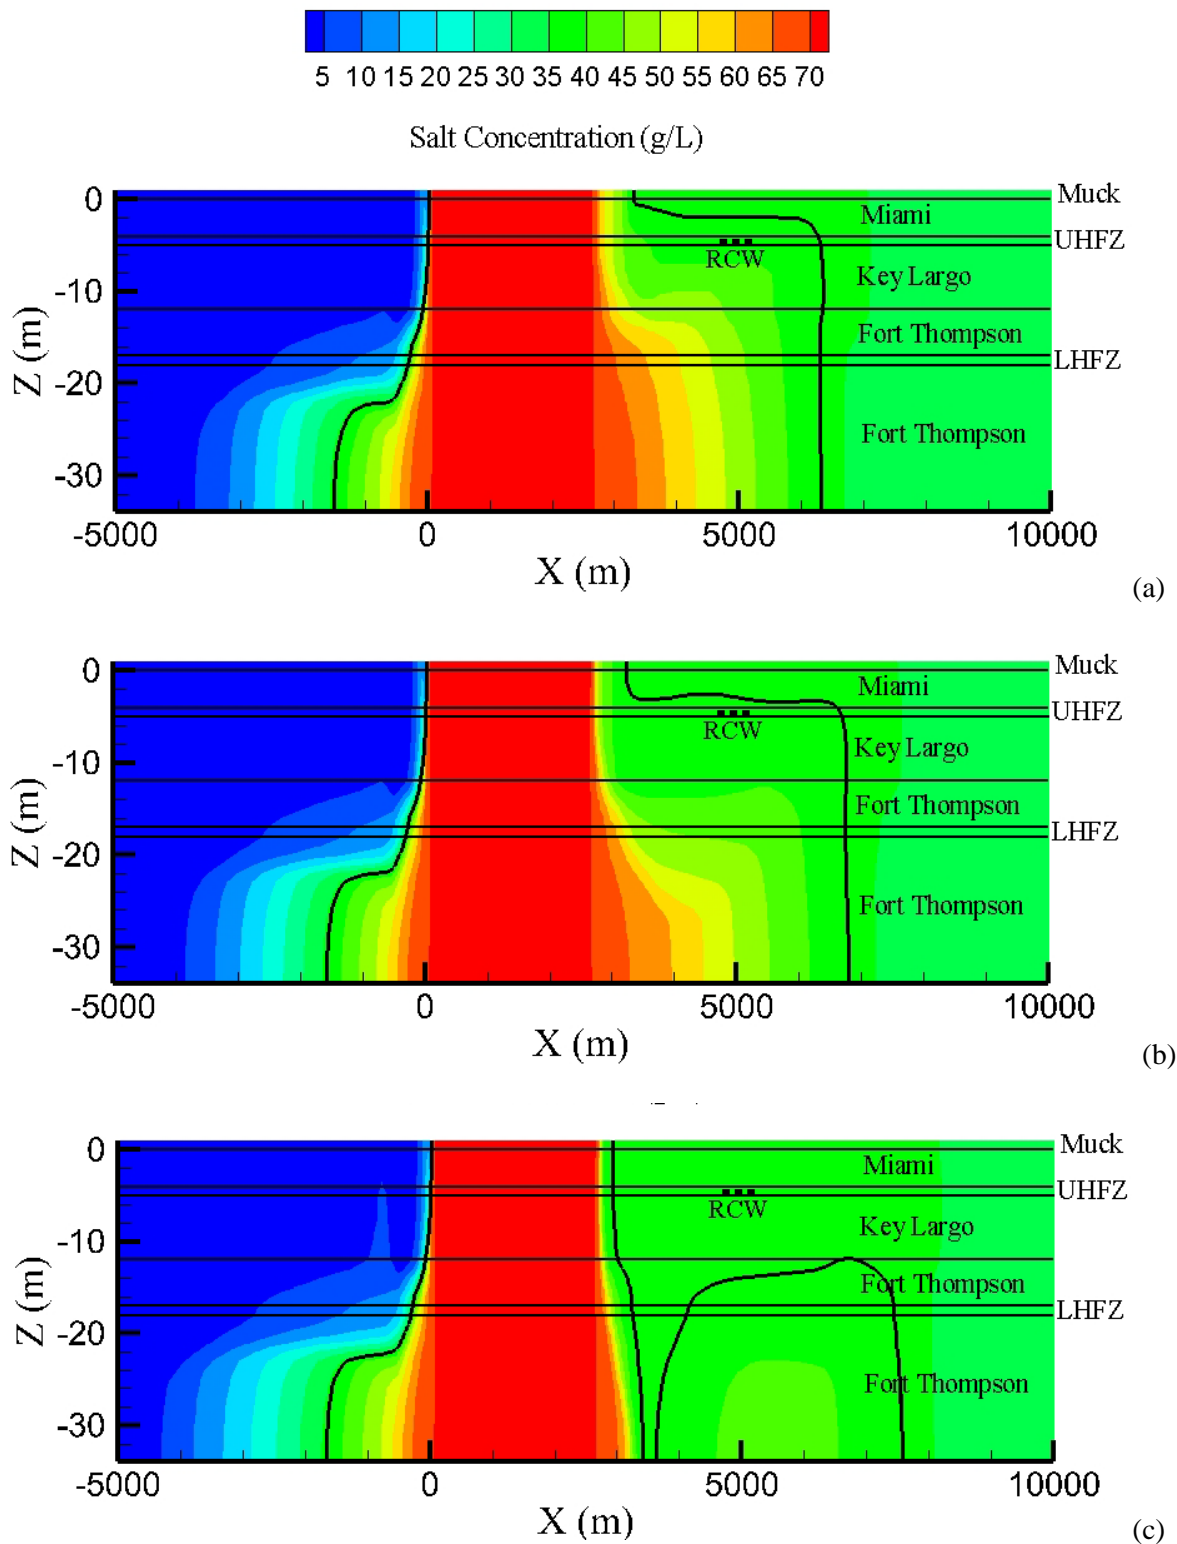 5 10 15 20 25 30 35 40 45 50 55 60 65 70
Salt Concentration (g/L)
0
-10
-20
-30
Z (m)
Muck
Miami
UHFZ
RCW
Key Largo
Fort Thompson
LHFZ
Fort Thompson
-5000 0 5000 10000
X (m)
(a)
0
-10
-20
-30
Z (m)
Muck
Miami
UHFZ
RCW
Key Largo
Fort Thompson
LHFZ
Fort Thompson
-5000 0 5000 10000
X (m)
(b)
0
-10
-20
-30
Z (m)
Muck
Miami
UHFZ
RCW
Key Largo
Fort Thompson
LHFZ
Fort Thompson
-5000 0 5000 10000
X (m)
(c)